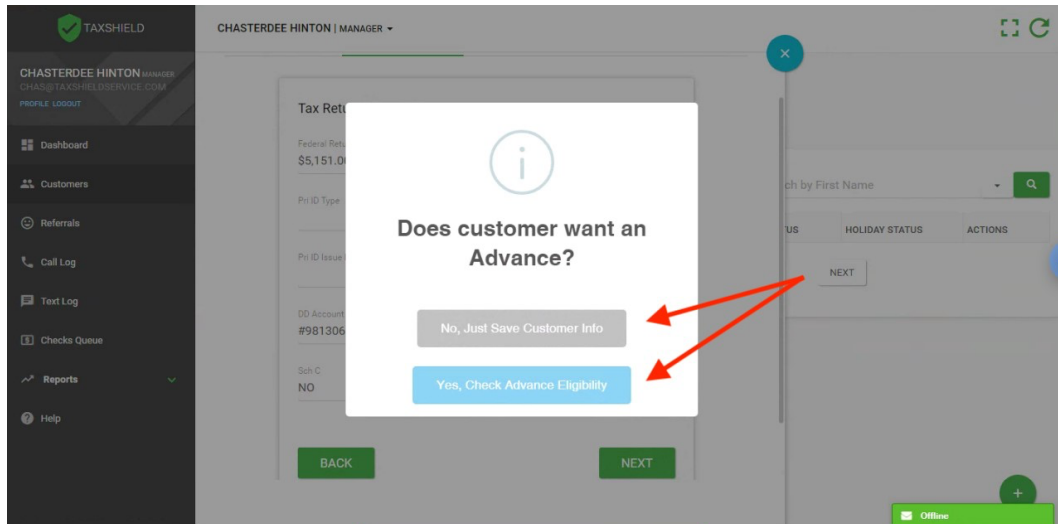 TAXSHIELD
CHASTERDEE HINTON | MANAGER
CHASTERDEE HINTON MANAGER
CHAS@TAXSHIELDSERVICE.COM
PROFILE LOGOUT
Dashboard
Customers
Referrals
Call Log
Text Log
Checks Queue
Reports
Help
Tax Retu
Federal Retu
$5,151.0
Pri ID Type
Pri ID Issue
DD Account
#981306
Sch C
NO
BACK
NEXT
i
Does customer want an
Advance?
No, Just Save Customer Info
Yes, Check Advance Eligibility
×
ch by First Name
US HOLIDAY STATUS ACTIONS
NEXT
+
Offline